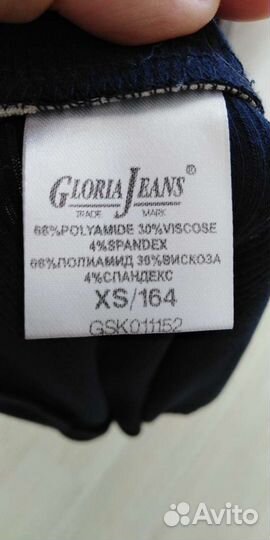 GLORIA JEANS ®
TRADE MARK
66%POLYAMIDE 30%VISCOSE
4%SPANDEX
66%ПОЛИАМИД 30%ВИСКОЗА
4%СПАНДЕКС
XS/164
GSK011152
Avito